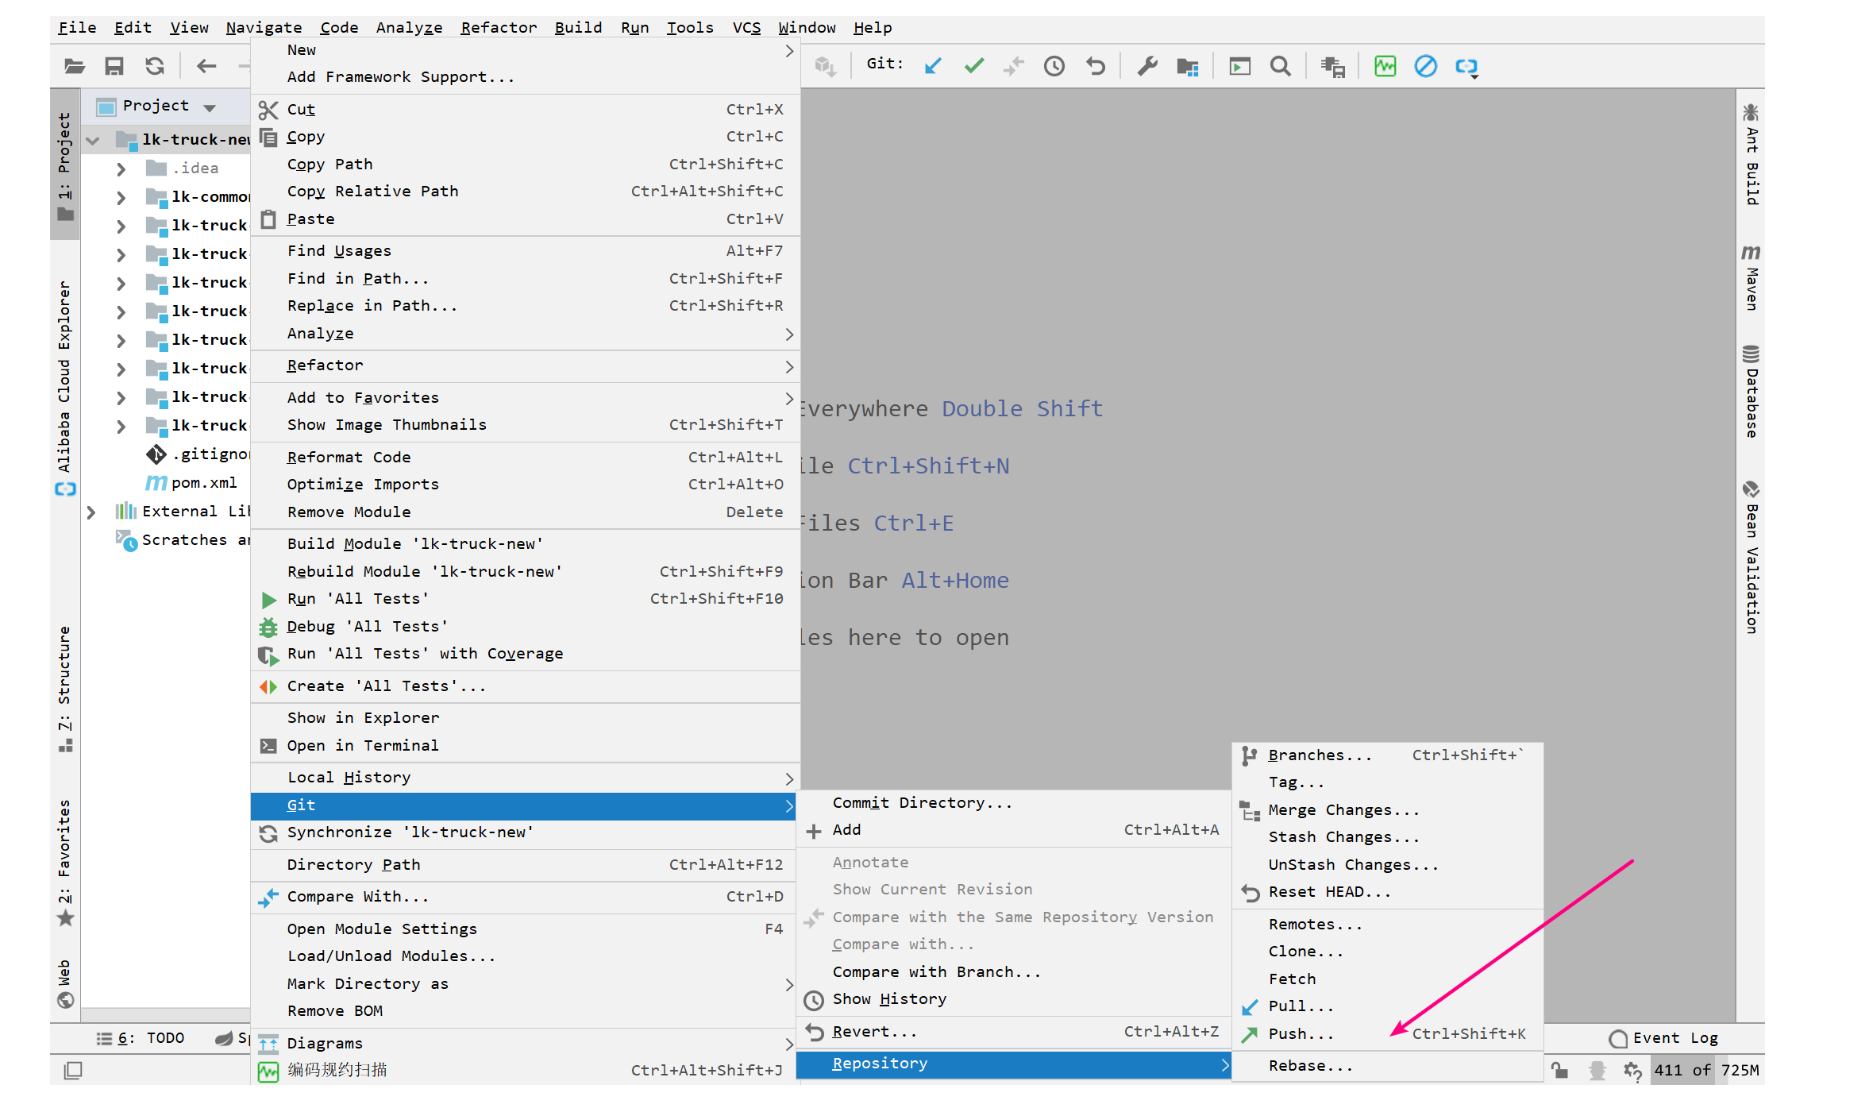 File Edit View Navigate Code Analyze Refactor Build Run Tools VCS Window Help
Git:
1: Project
Alibaba Cloud Explorer
7: Structure
2: Favorites
Web
Project
lk-truck-new
.idea
lk-common
lk-truck
lk-truck
lk-truck
lk-truck
lk-truck
lk-truck
lk-truck
lk-truck
.gitigno
pom.xml
External Li
Scratches a
New
Add Framework Support...
Cut Ctrl+X
Copy Ctrl+C
Copy Path Ctrl+Shift+C
Copy Relative Path Ctrl+Alt+Shift+C
Paste Ctrl+V
Find Usages Alt+F7
Find in Path... Ctrl+Shift+F
Replace in Path... Ctrl+Shift+R
Analyze
Refactor
Add to Favorites
Show Image Thumbnails Ctrl+Shift+T
Reformat Code Ctrl+Alt+L
Optimize Imports Ctrl+Alt+O
Remove Module Delete
Build Module 'lk-truck-new'
Rebuild Module 'lk-truck-new' Ctrl+Shift+F9
Run 'All Tests' Ctrl+Shift+F10
Debug 'All Tests'
Run 'All Tests' with Coverage
Create 'All Tests'...
Show in Explorer
Open in Terminal
Local History
Git
Synchronize 'lk-truck-new'
Directory Path Ctrl+Alt+F12
Compare With... Ctrl+D
Open Module Settings F4
Load/Unload Modules...
Mark Directory as
Remove BOM
Diagrams
编码规约扫描 Ctrl+Alt+Shift+J
Everywhere Double Shift
ile Ctrl+Shift+N
Files Ctrl+E
ion Bar Alt+Home
les here to open
Commit Directory...
Add Ctrl+Alt+A
Annotate
Show Current Revision
Compare with the Same Repository Version
Compare with...
Compare with Branch...
Show History
Revert... Ctrl+Alt+Z
Repository
Branches... Ctrl+Shift+`
Tag...
Merge Changes...
Stash Changes...
UnStash Changes...
Reset HEAD...
Remotes...
Clone...
Fetch
Pull...
Push... Ctrl+Shift+K
Rebase...
Ant Build
Maven
Database
Bean Validation
6: TODO
Sp
Event Log
411 of 725M